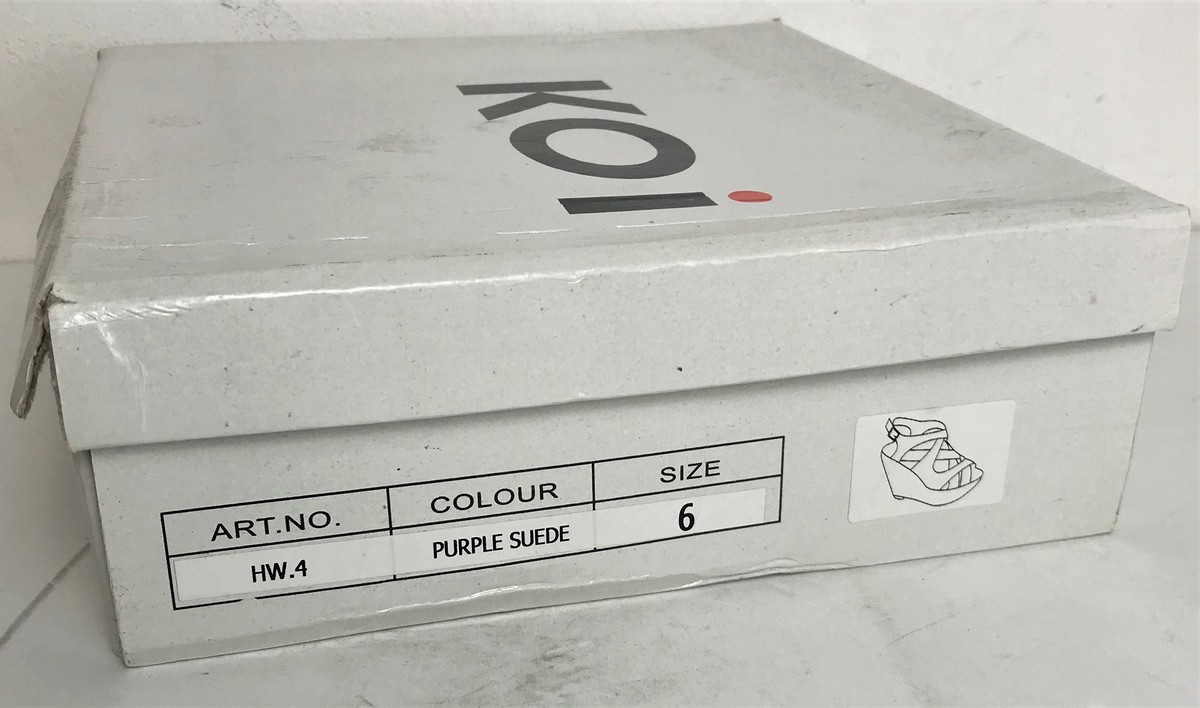 KOi
ART.NO. COLOUR SIZE
HW.4 PURPLE SUEDE 6